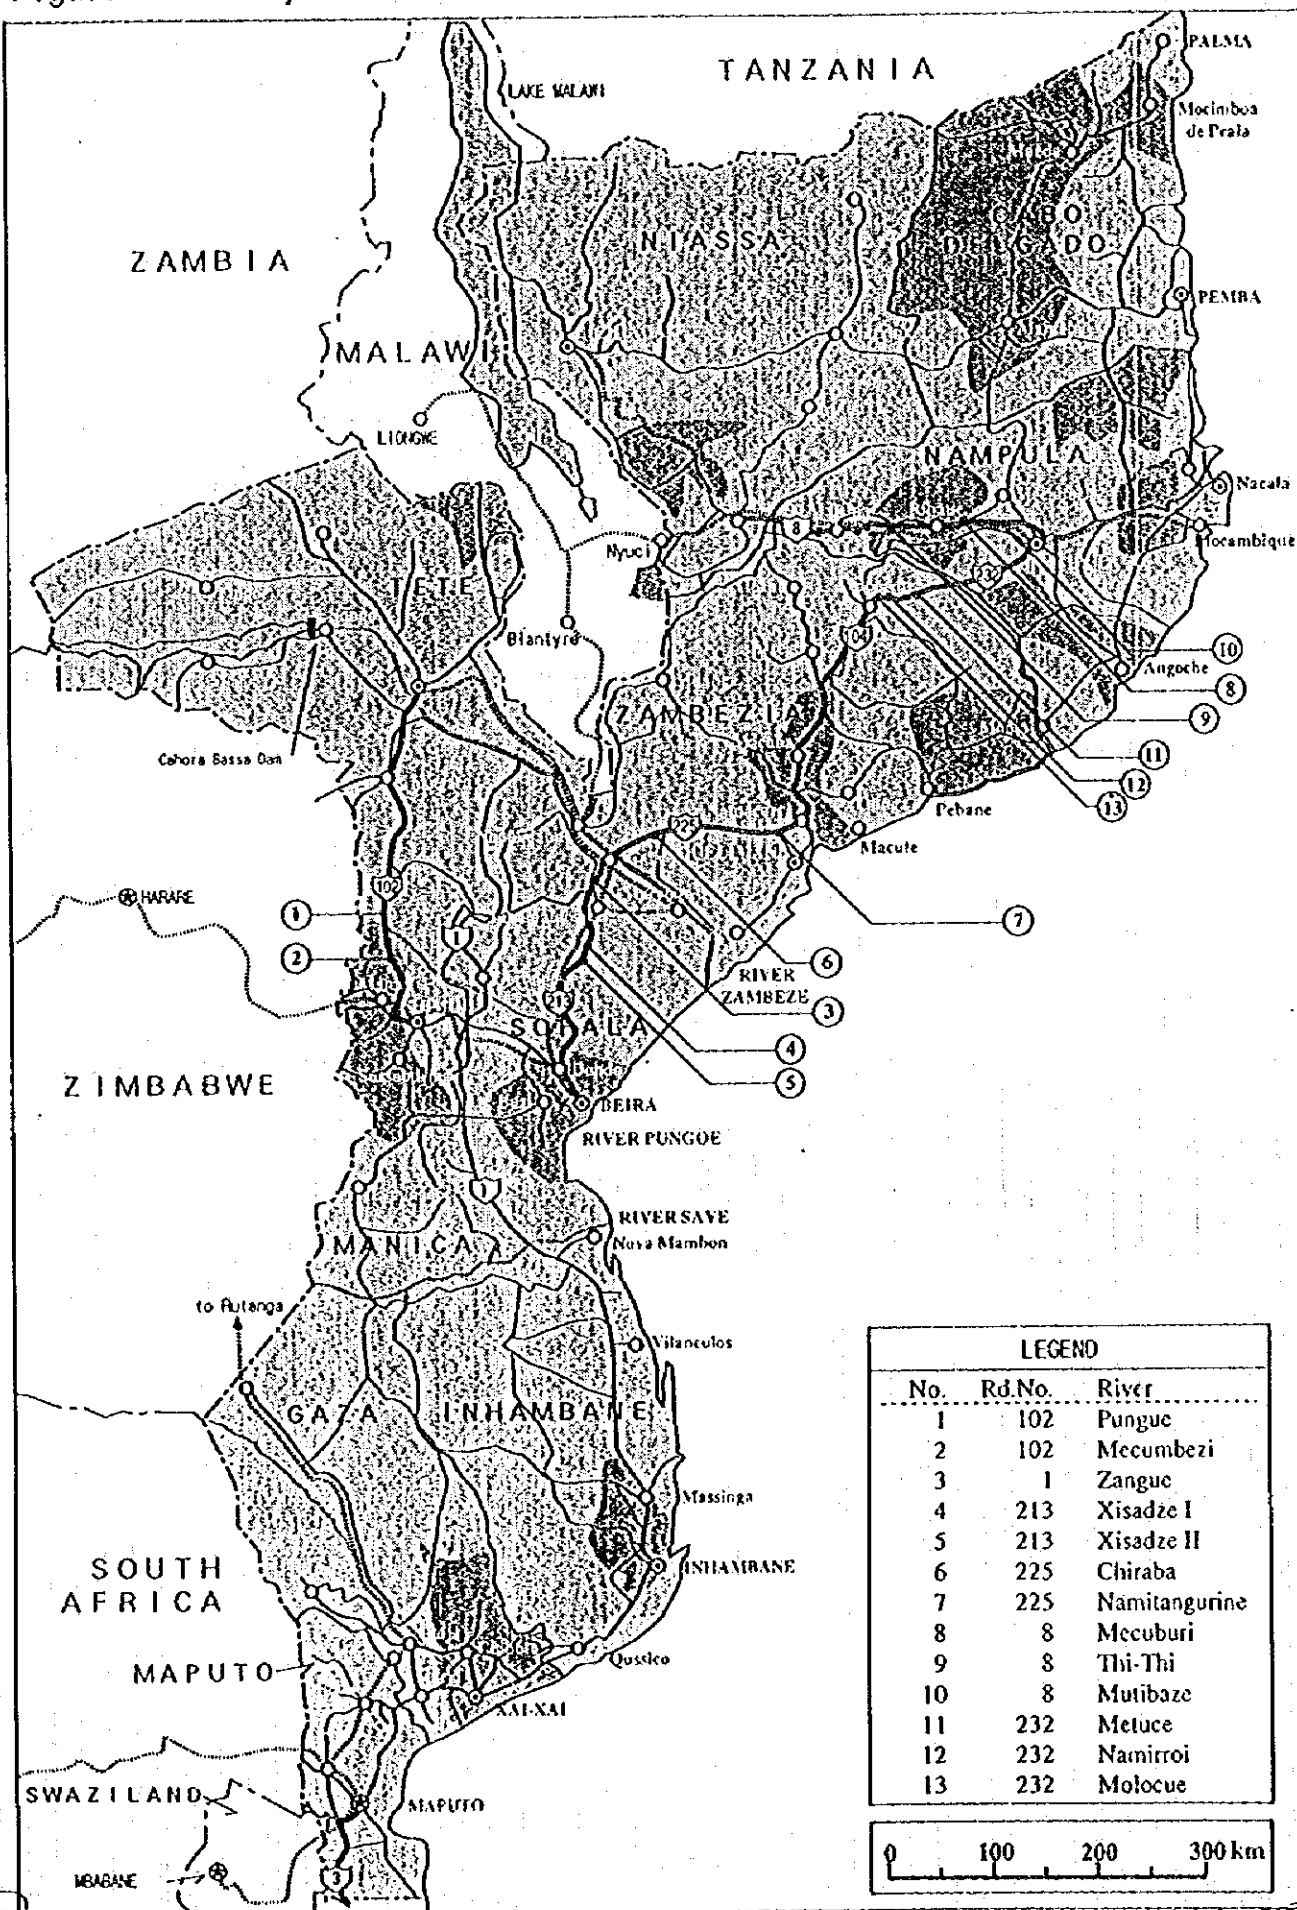 TANZANIA
PALMA
LAKE MALAWI
Mocimboa
de Praia
ZAMBIA
NIASSA
CABO
DELGADO
PEMBA
MALAWI
LIONGWE
NAMPULA
Nacala
8
Nyuci
Mocambique
TETE
232
Blantyre
104
10
Angoche
8
ZAMBEZIA
9
Cahora Bassa Dam
11
12
13
Pebane
225
Macute
102
HARARE
1
1
7
2
6
RIVER
ZAMBEZE
213
3
SOFALA
4
5
ZIMBABWE
BEIRA
RIVER PUNGOE
1
RIVER SAVE
Nova Mambon
MANICA
to Rutanga
Vilanculos
GAZA
INHAMBANE
Massinga
SOUTH
AFRICA
INHAMBANE
Qussico
MAPUTO
XAI-XAI
SWAZILAND
MAPUTO
MBABANE
3
LEGEND
No. Rd.No. River
1 102 Pungue
2 102 Mecumbezi
3 1 Zangue
4 213 Xisadze I
5 213 Xisadze II
6 225 Chiraba
7 225 Namitangurine
8 8 Mecuburi
9 8 Thi-Thi
10 8 Mutibaze
11 232 Metuce
12 232 Namirroi
13 232 Molocue
0 100 200 300 km